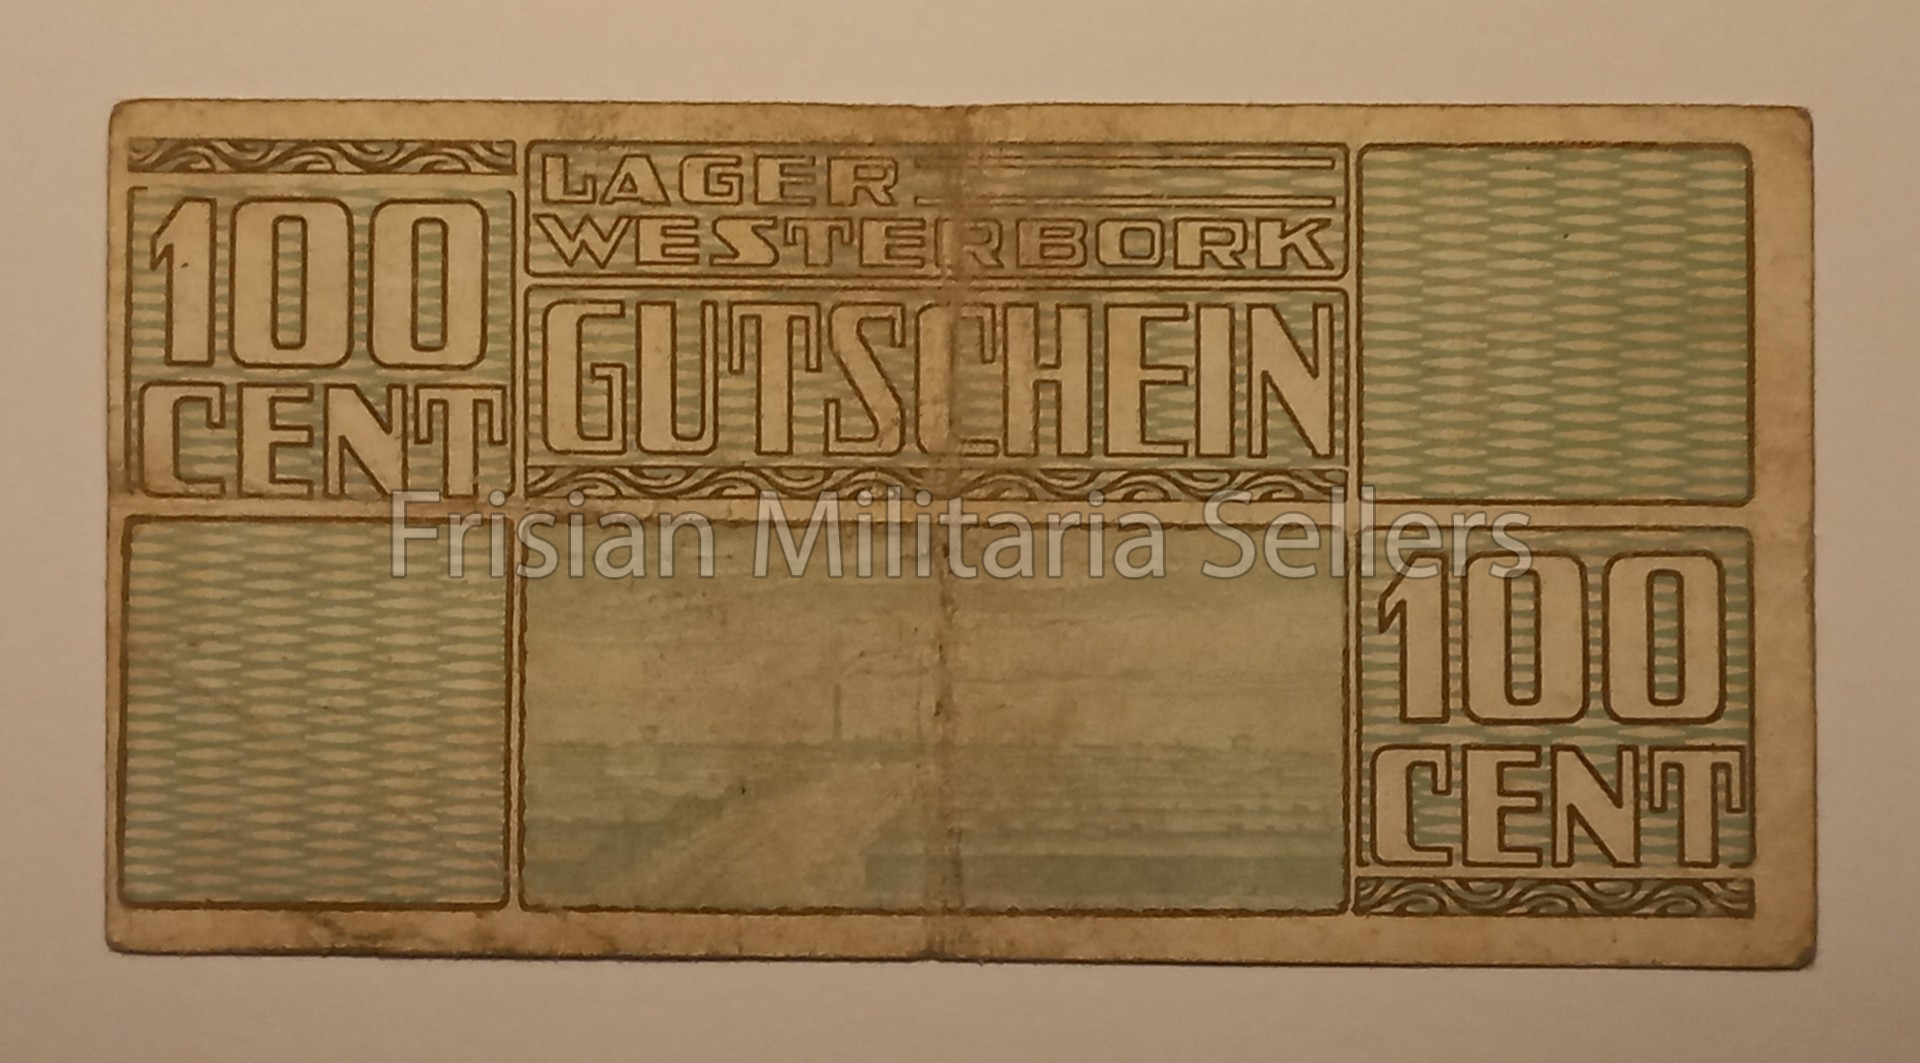 100
CENT
LAGER
WESTERBORK
GUTSCHEIN
Frisian Militaria Sellers
100
CENT